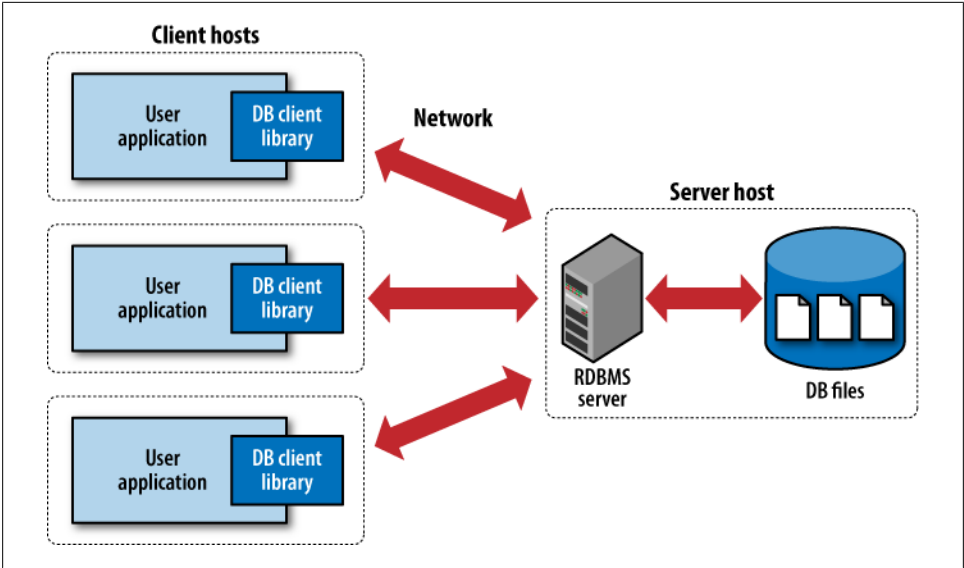 Client hosts
User
application
DB client
library
Network
User
application
DB client
library
User
application
DB client
library
Server host
RDBMS
server
DB files